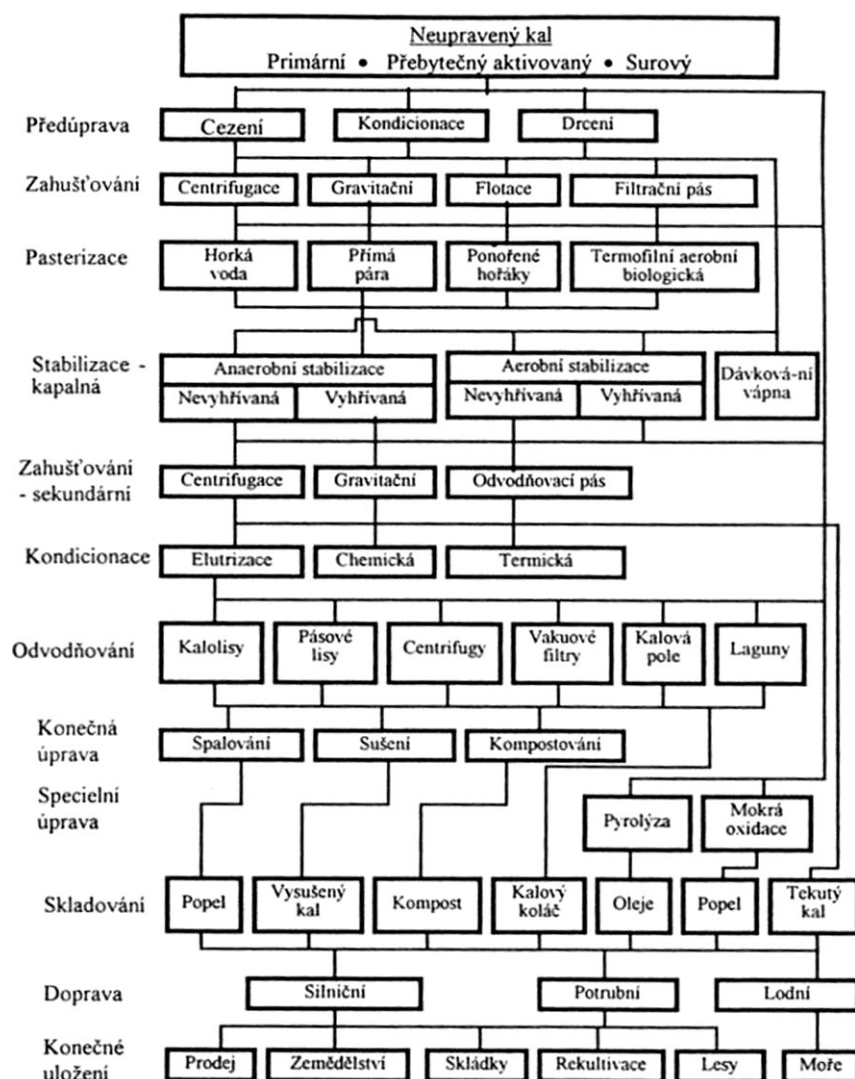 Neupravený kal
Primární • Přebytečný aktivovaný • Surový
Předúprava
Cezení
Kondicionace
Drcení
Zahušťování
Centrifugace
Gravitační
Flotace
Filtrační pás
Pasterizace
Horká
voda
Přímá
pára
Ponořené
hořáky
Termofilní aerobní
biologická
Stabilizace -
kapalná
Anaerobní stabilizace
Nevyhřívaná
Vyhřívaná
Aerobní stabilizace
Nevyhřívaná
Vyhřívaná
Dávková-ní
vápna
Zahušťování
- sekundární
Centrifugace
Gravitační
Odvodňovací pás
Kondicionace
Elutrizace
Chemická
Termická
Odvodňování
Kalolisy
Pásové
lisy
Centrifugy
Vakuové
filtry
Kalová
pole
Laguny
Konečná
úprava
Spalování
Sušení
Kompostování
Specielní
úprava
Pyrolýza
Mokrá
oxidace
Skladování
Popel
Vysušený
kal
Kompost
Kalový
koláč
Oleje
Popel
Tekutý
kal
Doprava
Silniční
Potrubní
Lodní
Konečné
uložení
Prodej
Zemědělství
Skládky
Rekultivace
Lesy
Moře